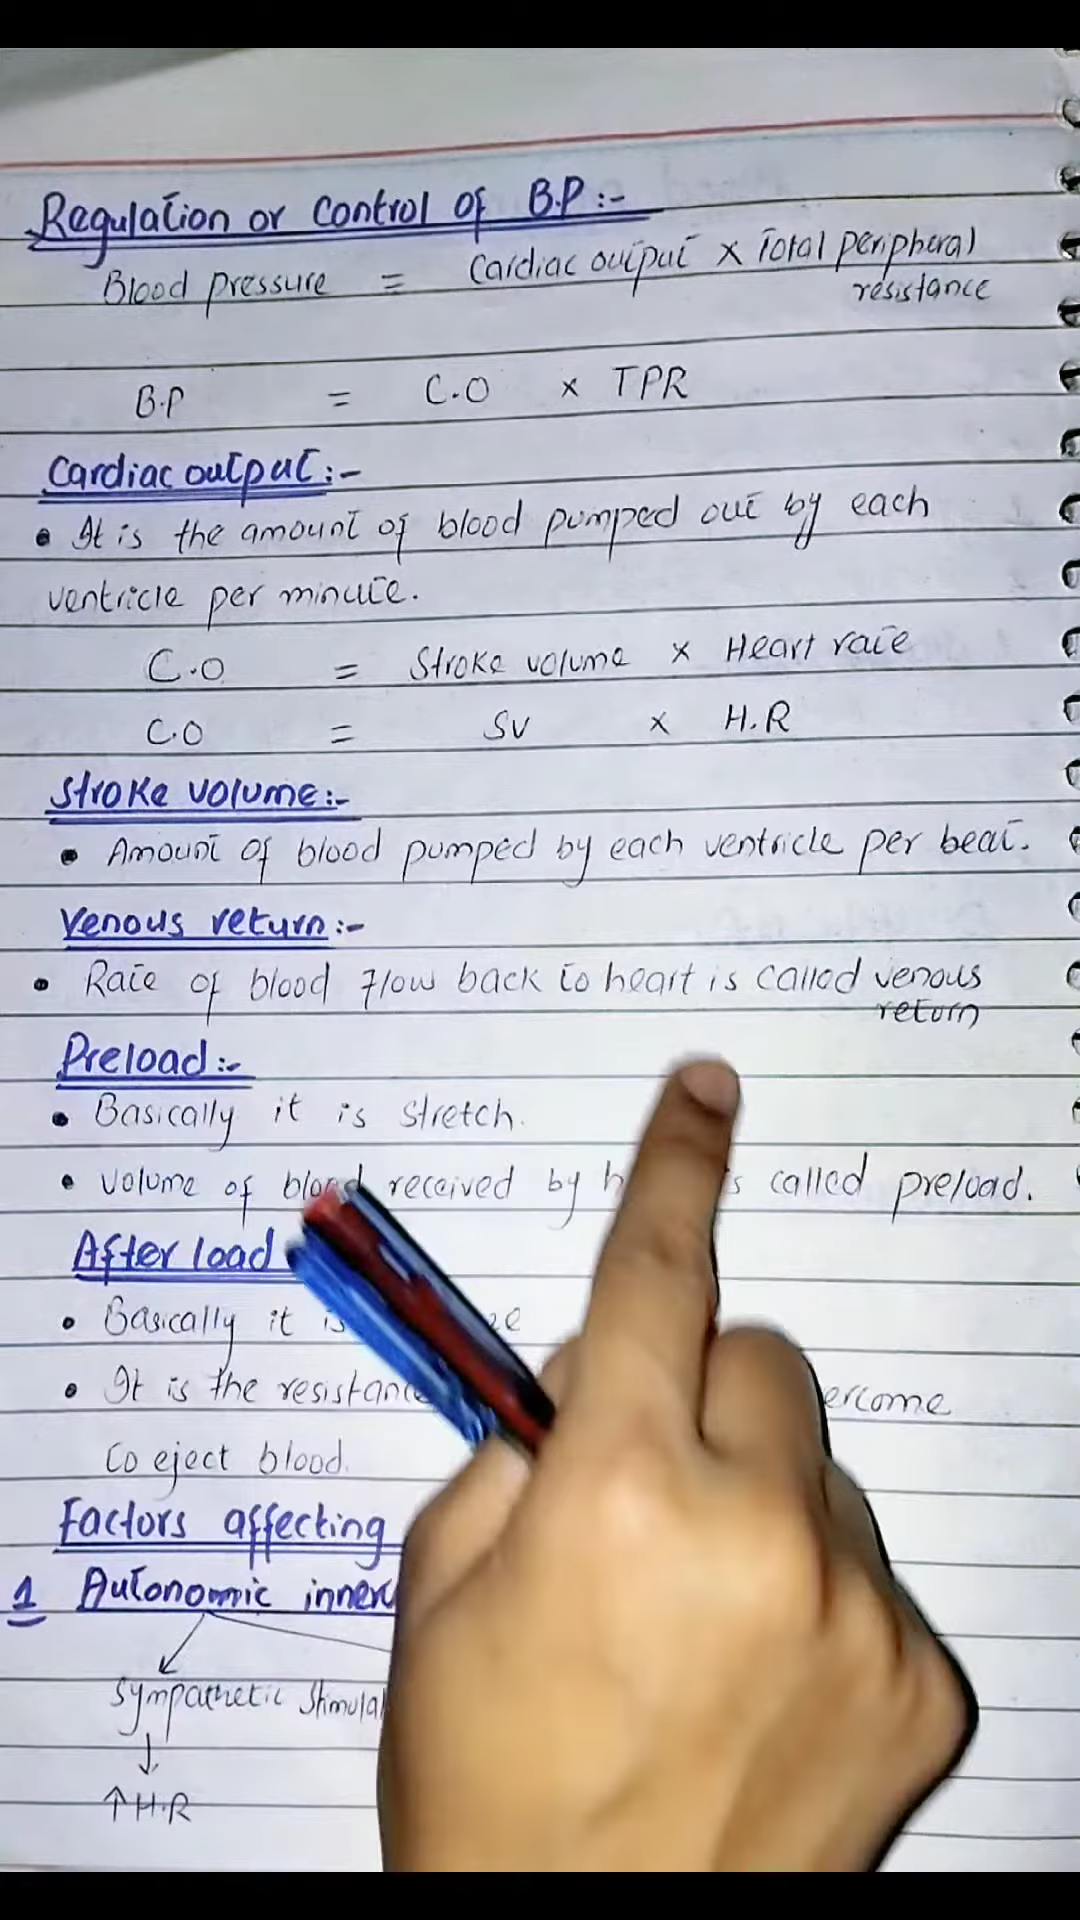 Regulation or control of B.P :-
Blood pressure = Cardiac output × Total peripheral
resistance
B.P = C.O × TPR
Cardiac output :-
• It is the amount of blood pumped out by each
ventricle per minute.
C.O = Stroke volume × Heart rate
C.O = SV × H.R
Stroke volume :-
• Amount of blood pumped by each ventricle per beat.
Venous return :-
• Rate of blood flow back to heart is called venous
return
Preload :-
• Basically it is stretch.
• volume of blood received by is called preload.
After load
• Basically it is
• It is the resistance
to eject blood.
Factors affecting
1 Autonomic
Sympathetic
↓
↑ H.R